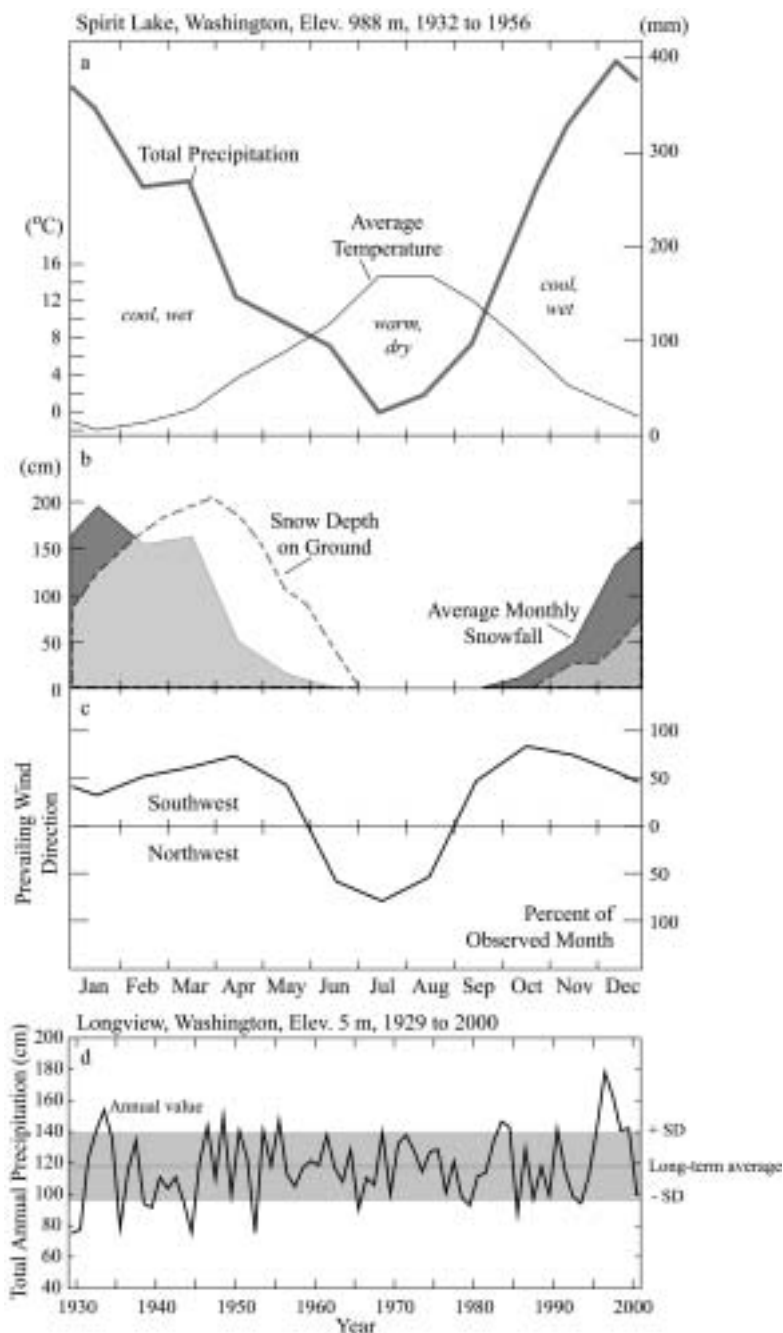 Spirit Lake, Washington, Elev. 988 m, 1932 to 1956
(mm)
a
400
Total Precipitation
300
(°C)
Average
Temperature
200
16
12
cool, wet
warm,
dry
cool,
wet
8
100
4
0
0
b
(cm)
200
Snow Depth
on Ground
150
100
Average Monthly
Snowfall
50
0
c
100
50
Southwest
0
Prevailing Wind
Direction
Northwest
50
Percent of
Observed Month
100
Jan Feb Mar Apr May Jun Jul Aug Sep Oct Nov Dec
Longview, Washington, Elev. 5 m, 1929 to 2000
Total Annual Precipitation (cm)
200
d
180
Annual value
160
140
+ SD
120
Long-term average
100
- SD
80
60
40
1930 1940 1950 1960 1970 1980 1990 2000
Year